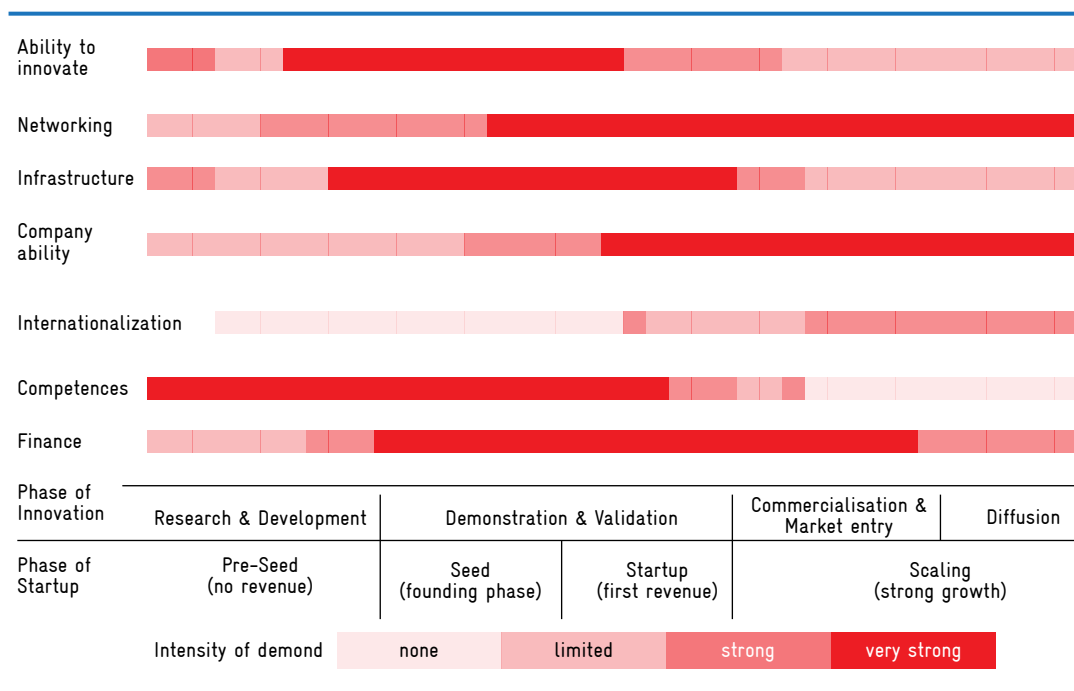 Ability to
innovate
Networking
Infrastructure
Company
ability
Internationalization
Competences
Finance
Phase of
Innovation
Research & Development
Demonstration & Validation
Commercialisation &
Market entry
Diffusion
Phase of
Startup
Pre-Seed
(no revenue)
Seed
(founding phase)
Startup
(first revenue)
Scaling
(strong growth)
Intensity of demond
none
limited
strong
very strong